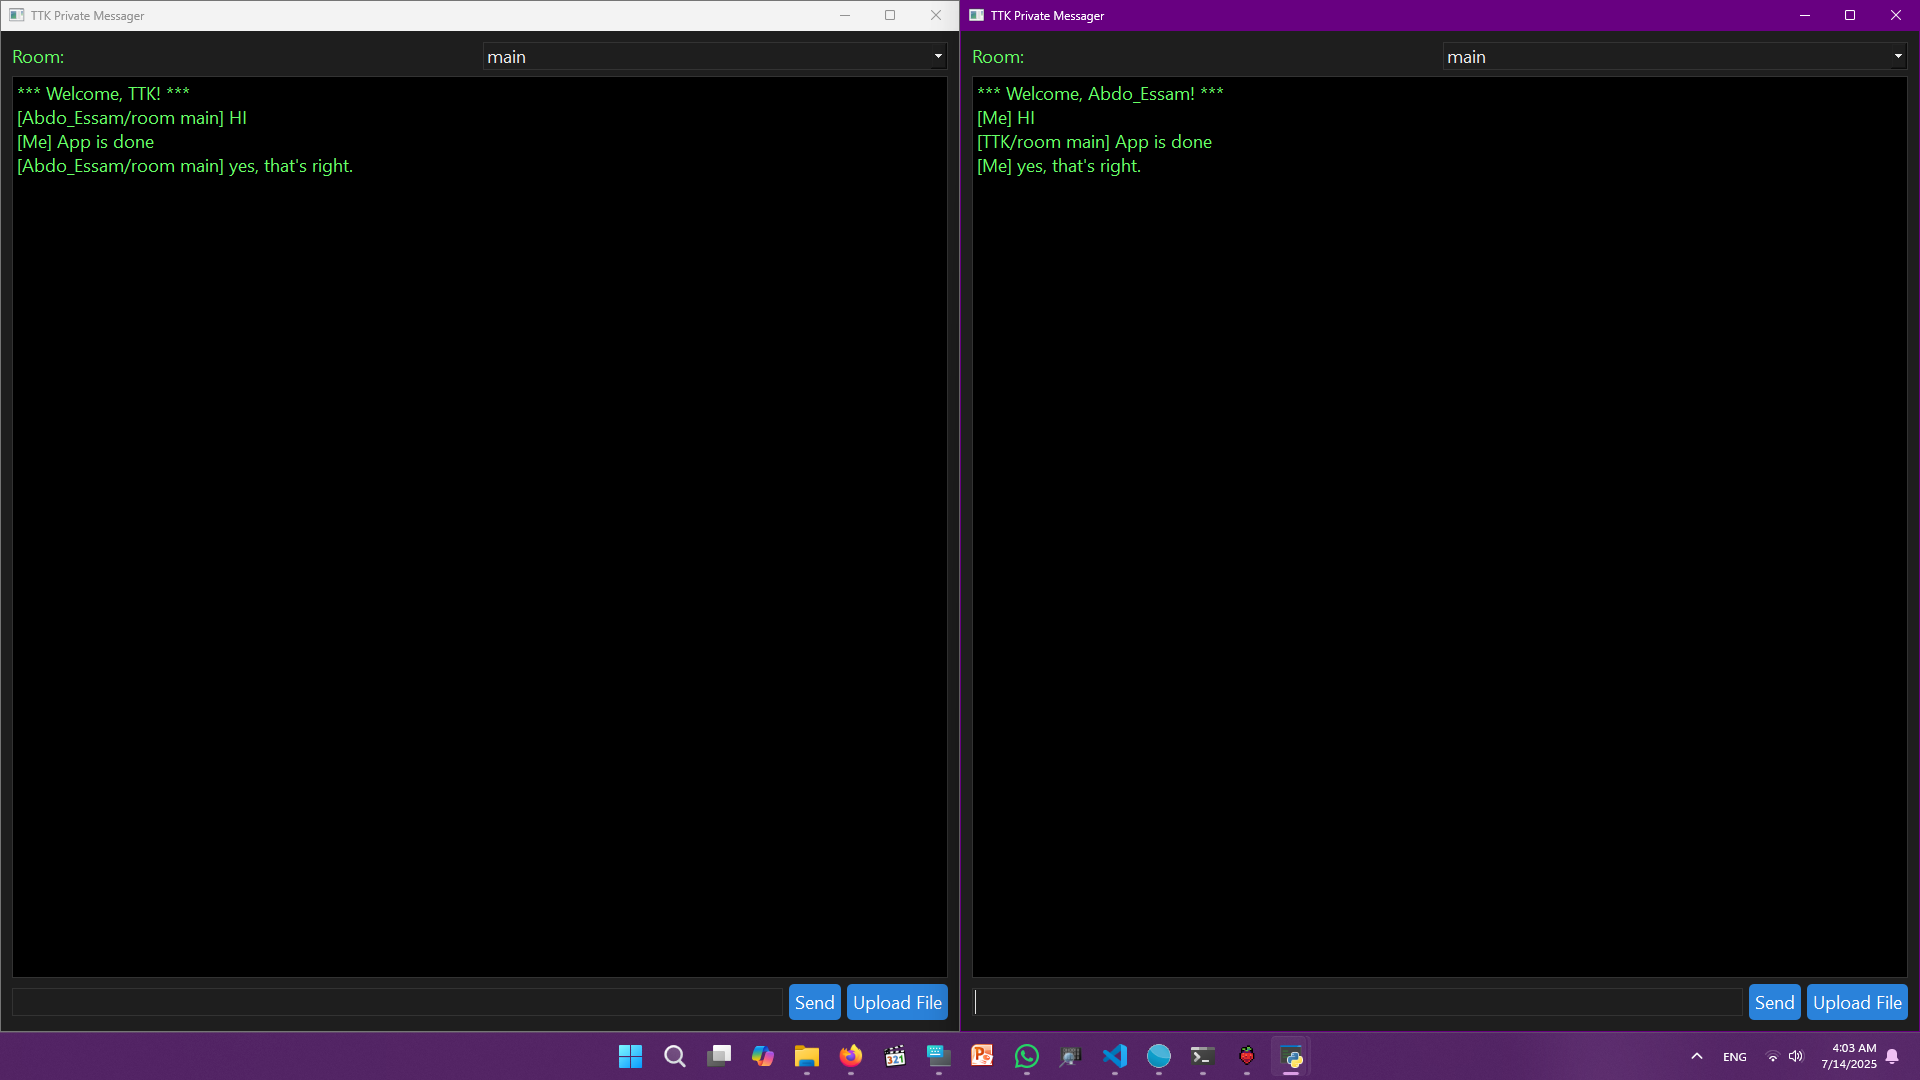 TTK Private Messager
Room:
main
*** Welcome, TTK! ***
[Abdo_Essam/room main] HI
[Me] App is done
[Abdo_Essam/room main] yes, that's right.
Send
Upload File
TTK Private Messager
Room:
main
*** Welcome, Abdo_Essam! ***
[Me] HI
[TTK/room main] App is done
[Me] yes, that's right.
Send
Upload File
321
ENG
4:03 AM
7/14/2025